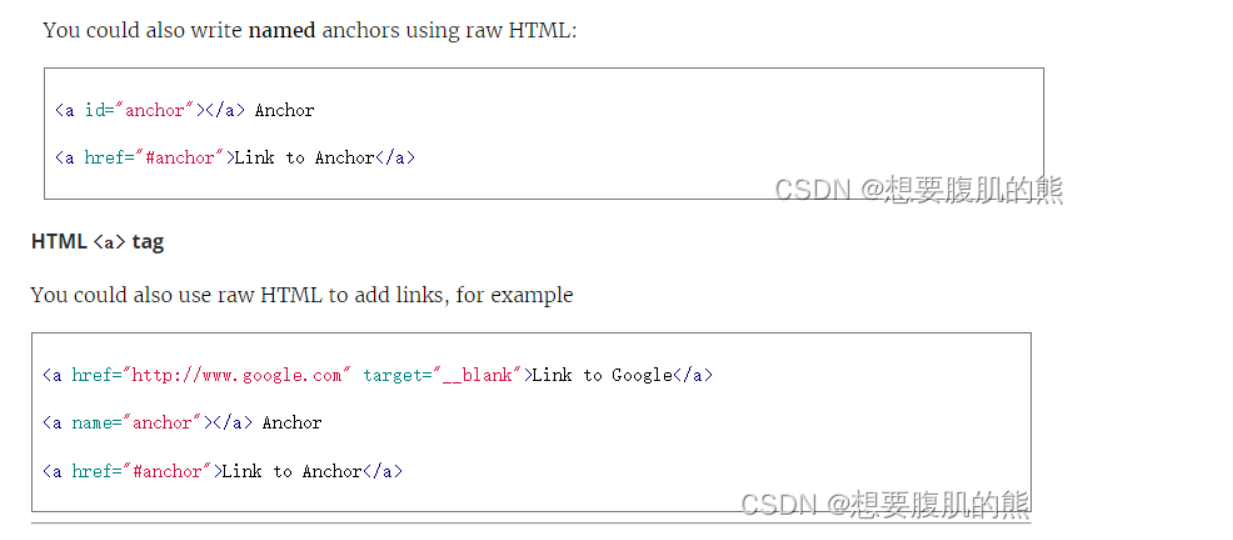 You could also write named anchors using raw HTML:
<a id="anchor"></a> Anchor
<a href="#anchor">Link to Anchor</a>
CSDN @想要腹肌的熊
HTML <a> tag
You could also use raw HTML to add links, for example
<a href="http://www.google.com" target="__blank">Link to Google</a>
<a name="anchor"></a> Anchor
<a href="#anchor">Link to Anchor</a>
CSDN @想要腹肌的熊